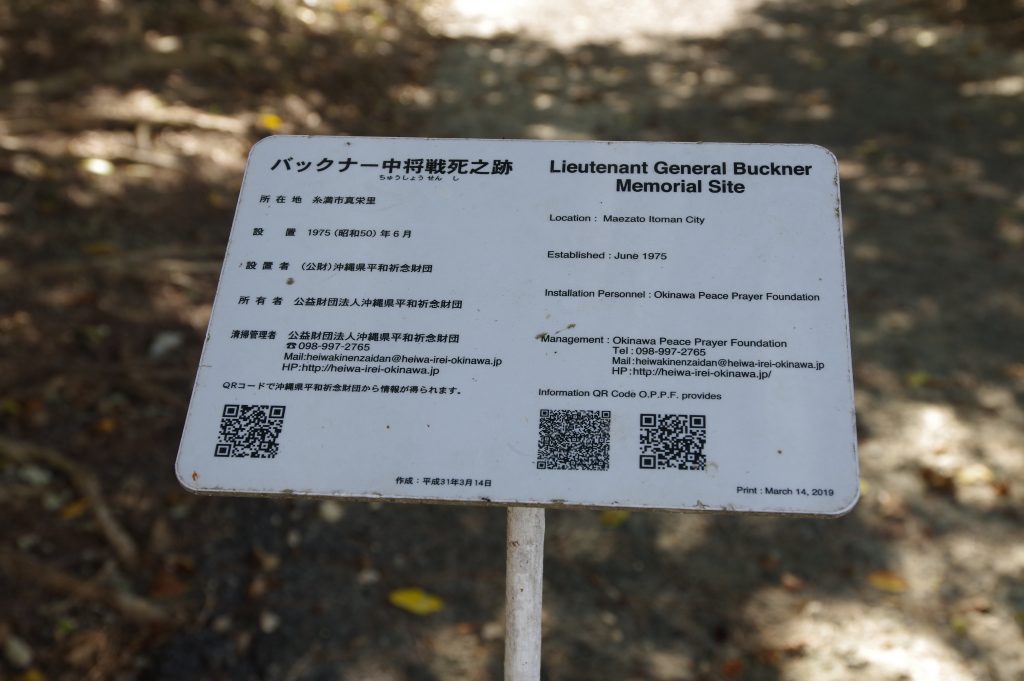 バックナー中将戦死之跡
ちゅうしょう せん し
所在地 糸満市真栄里
設 置 1975 (昭和50) 年 6 月
設置者 (公財)沖縄県平和祈念財団
所有者 公益財団法人沖縄県平和祈念財団
清掃管理者 公益財団法人沖縄県平和祈念財団
☎098-997-2765
Mail:heiwakinenzaidan@heiwa-irei-okinawa.jp
HP:http://heiwa-irei-okinawa.jp
QRコードで沖縄県平和祈念財団から情報が得られます。
作成：平成31年3月14日
Lieutenant General Buckner
Memorial Site
Location : Maezato Itoman City
Established : June 1975
Installation Personnel : Okinawa Peace Prayer Foundation
Management : Okinawa Peace Prayer Foundation
Tel : 098-997-2765
Mail:heiwakinenzaidan@heiwa-irei-okinawa.jp
HP:http://heiwa-irei-okinawa.jp/
Information QR Code O.P.P.F. provides
Print : March 14, 2019